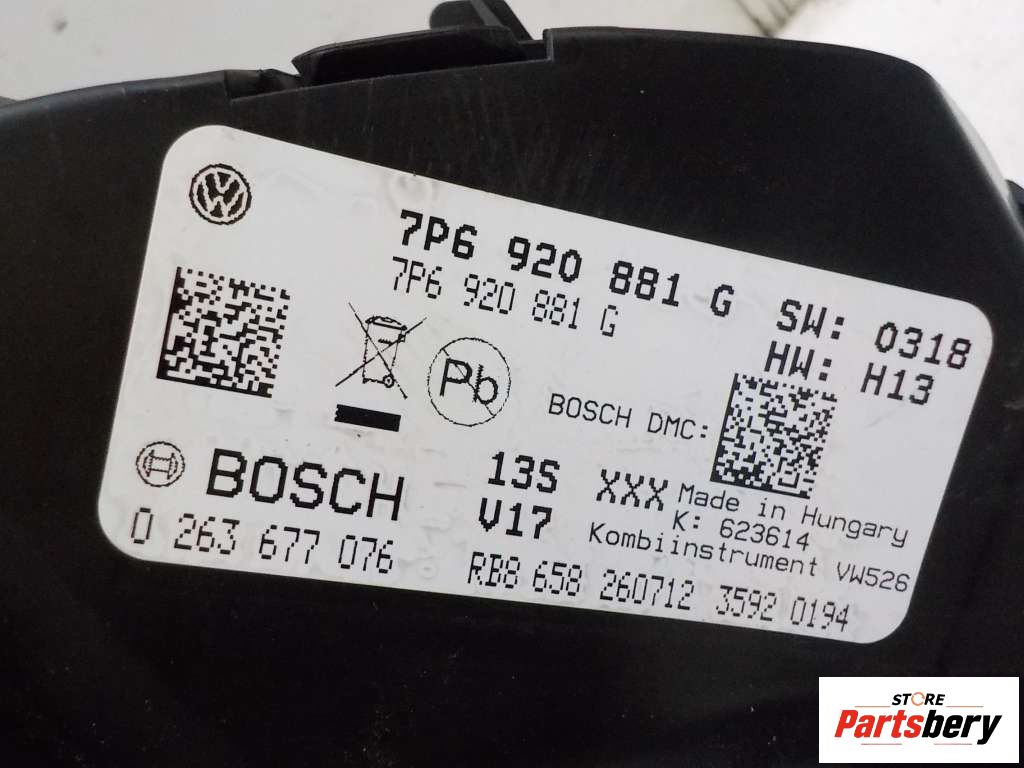 7P6 920 881 G SW: 0318
7P6 920 881 G HW: H13
Pb
BOSCH DMC:
BOSCH 13S XXX Made in Hungary
V17 K: 623614
Kombiinstrument VW526
0 263 677 076 RB8 658 260712 3592 0194
STORE
Partsbery